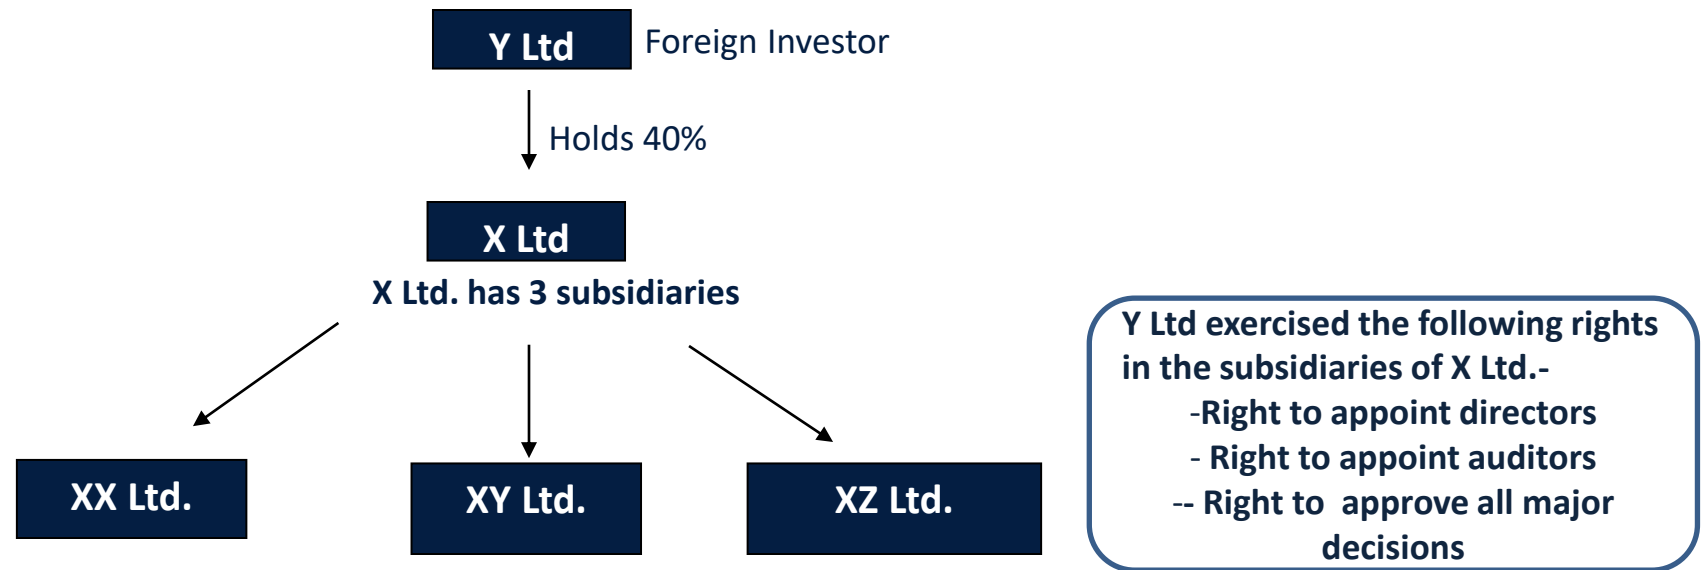 Y Ltd
Foreign Investor
Holds 40%
X Ltd
X Ltd. has 3 subsidiaries
XX Ltd.
XY Ltd.
XZ Ltd.
Y Ltd exercised the following rights
in the subsidiaries of X Ltd.-
-Right to appoint directors
- Right to appoint auditors
-- Right to approve all major
decisions